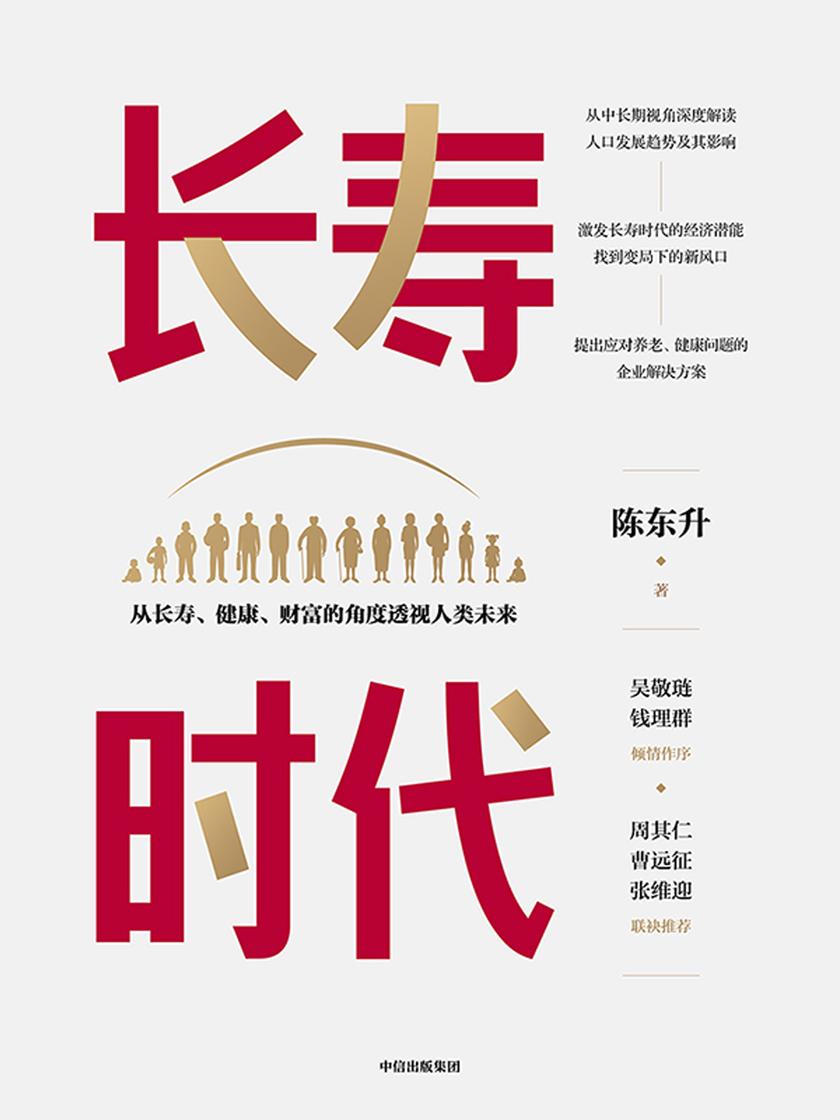 长寿
从中长期视角深度解读
人口发展趋势及其影响
激发长寿时代的经济潜能
找到变局下的新风口
提出应对养老、健康问题的
企业解决方案
从长寿、健康、财富的角度透视人类未来
陈东升
著
时代
吴敬琏
钱理群
倾情作序
周其仁
曹远征
张维迎
联袂推荐
中信出版集团